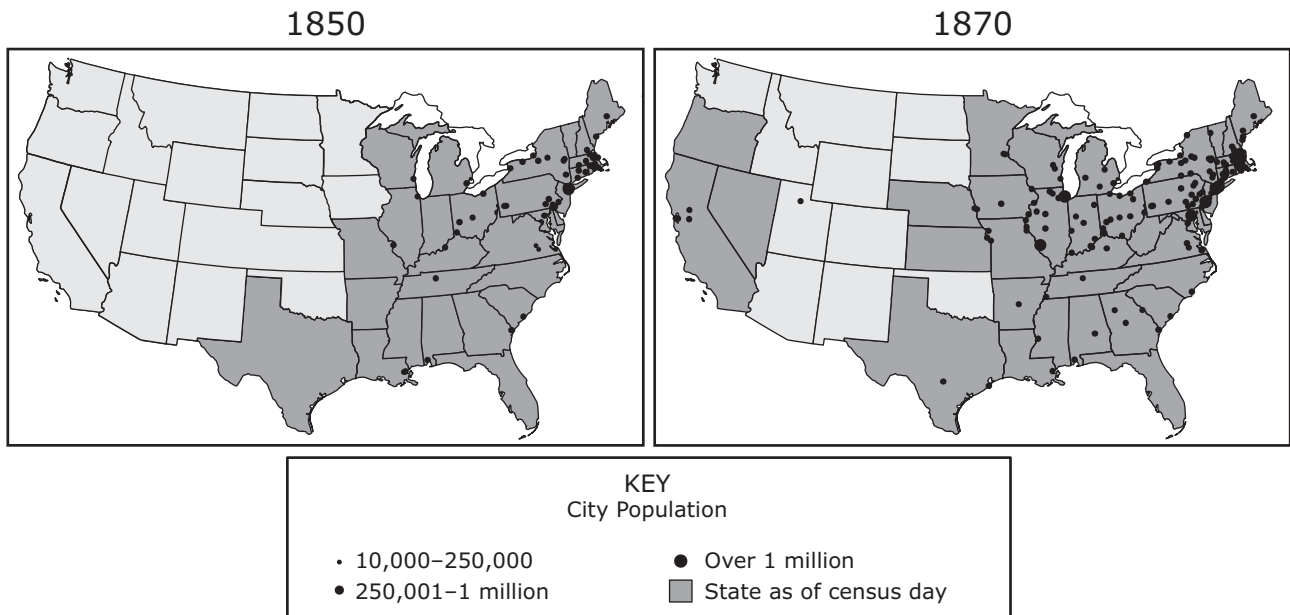 1850
1870
KEY
City Population
10,000–250,000
250,001–1 million
Over 1 million
State as of census day